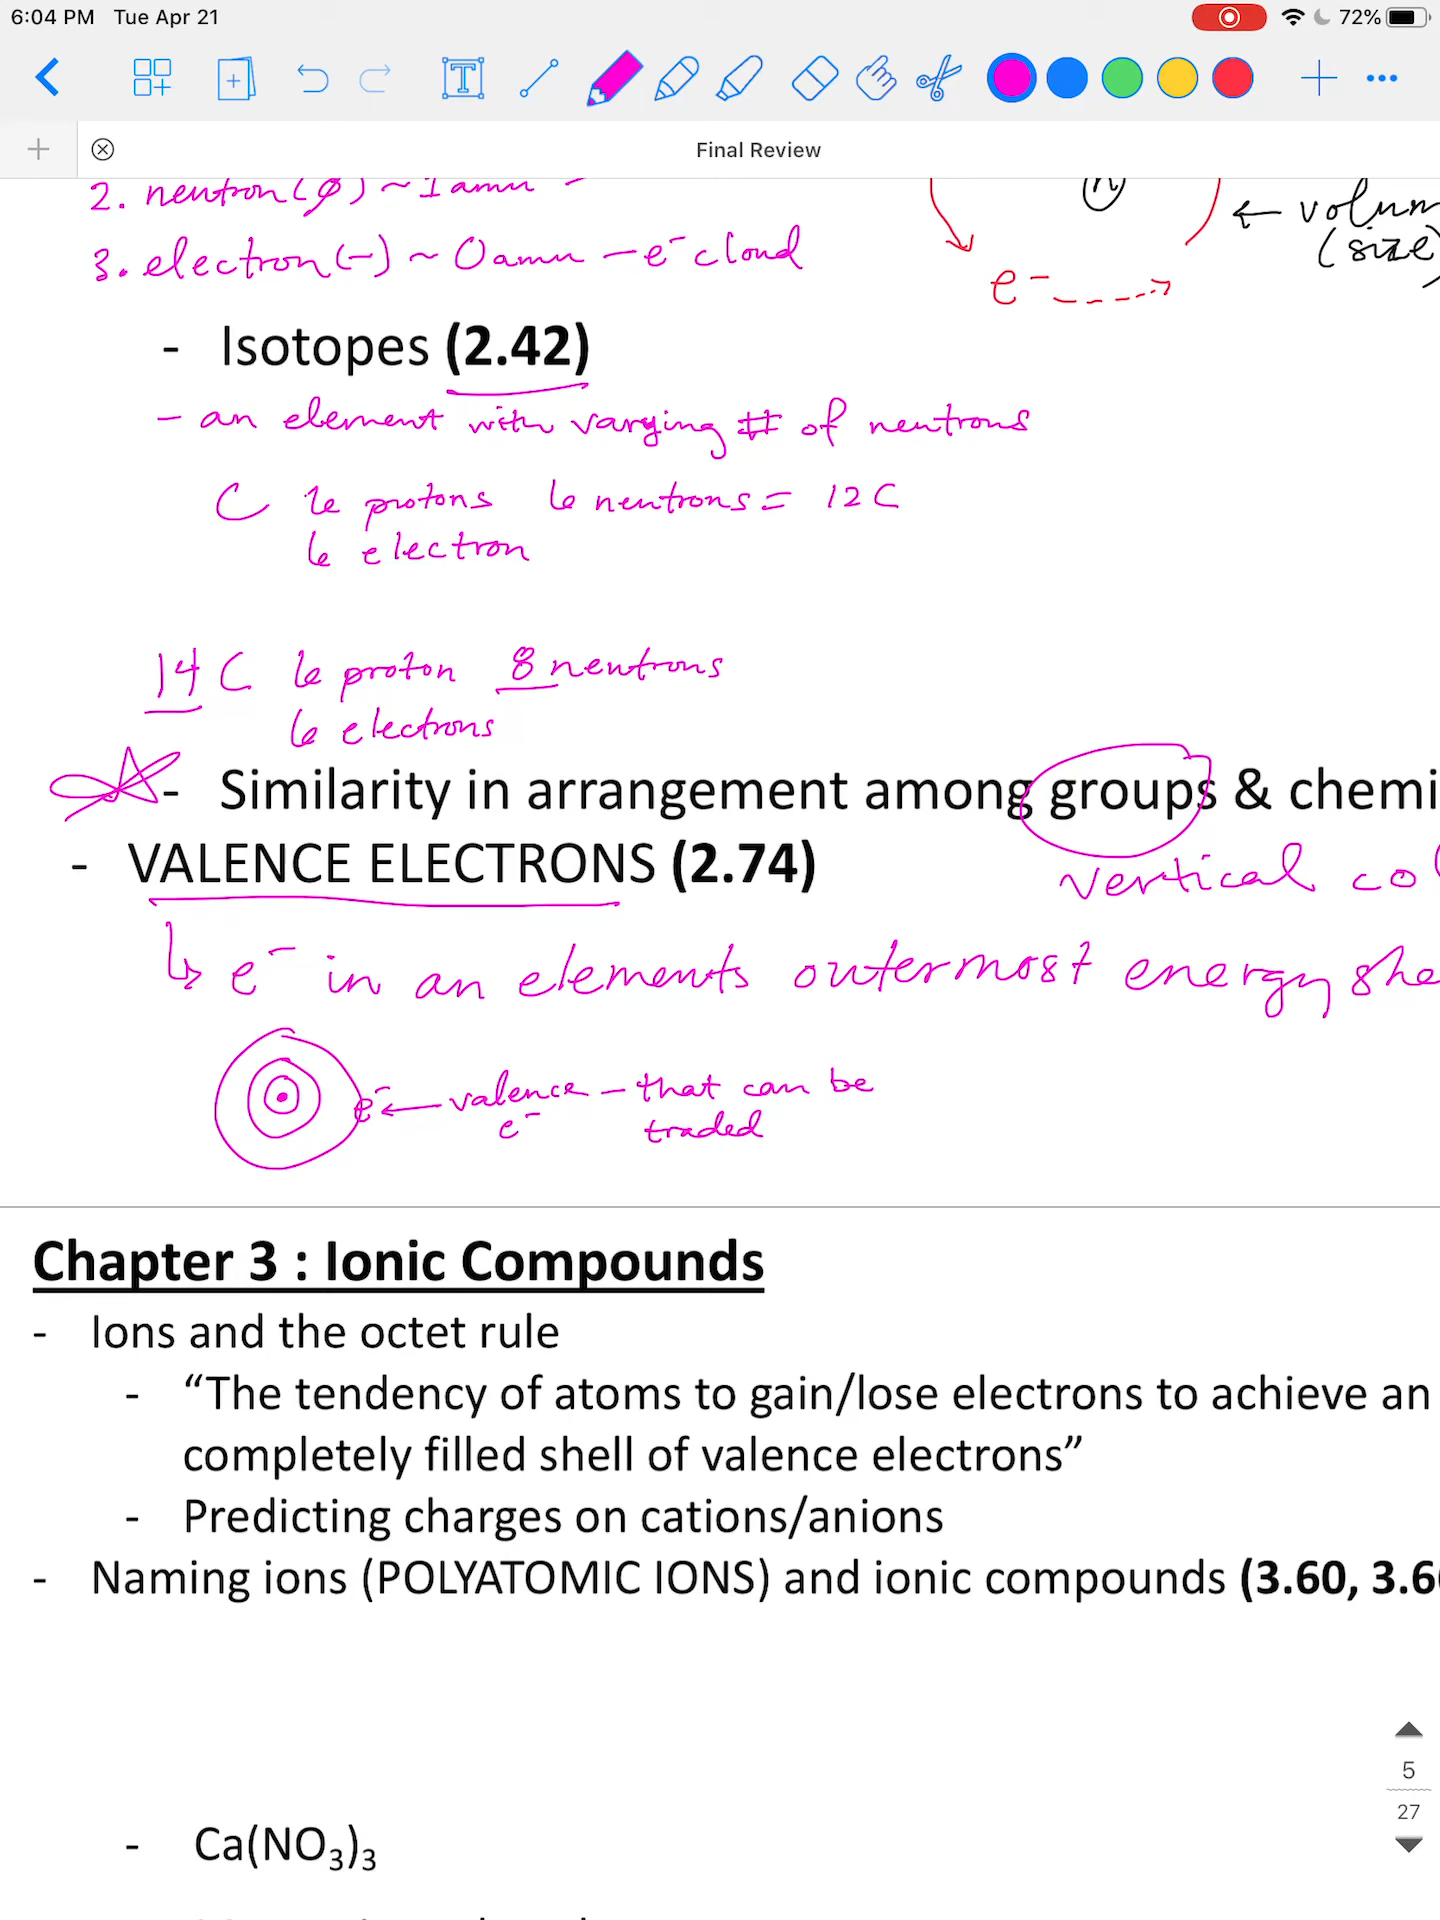 6:04 PM Tue Apr 21 72%
Final Review
2. neutron (ϕ) ~ 1 amu -
3. electron (-) ~ 0 amu - e⁻ cloud
n
← volum
(size
e⁻
- Isotopes (2.42)
- an element with varying # of neutrons
C 6 protons 6 neutrons = 12 C
6 electron
14 C 6 proton 8 neutrons
6 electrons
- Similarity in arrangement among groups & chemi
- VALENCE ELECTRONS (2.74)
vertical col
↳ e⁻ in an elements outermost energy she
e⁻ ← valence - that can be
e⁻ traded
Chapter 3 : Ionic Compounds
- Ions and the octet rule
- “The tendency of atoms to gain/lose electrons to achieve an
completely filled shell of valence electrons”
- Predicting charges on cations/anions
- Naming ions (POLYATOMIC IONS) and ionic compounds (3.60, 3.6
5
27
- Ca(NO₃)₃